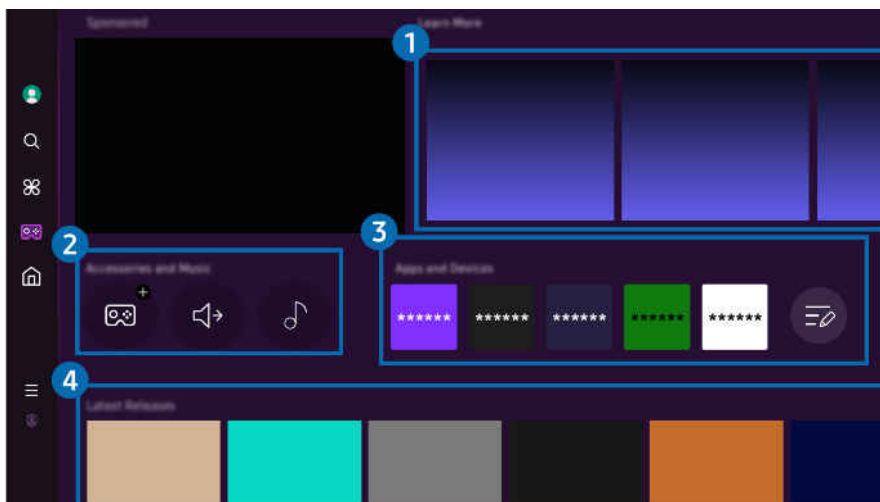 Sponsored
Learn More
1
2
3
Accessories and Music
Apps and Devices
****** ****** ****** ****** ******
4
Latest Releases